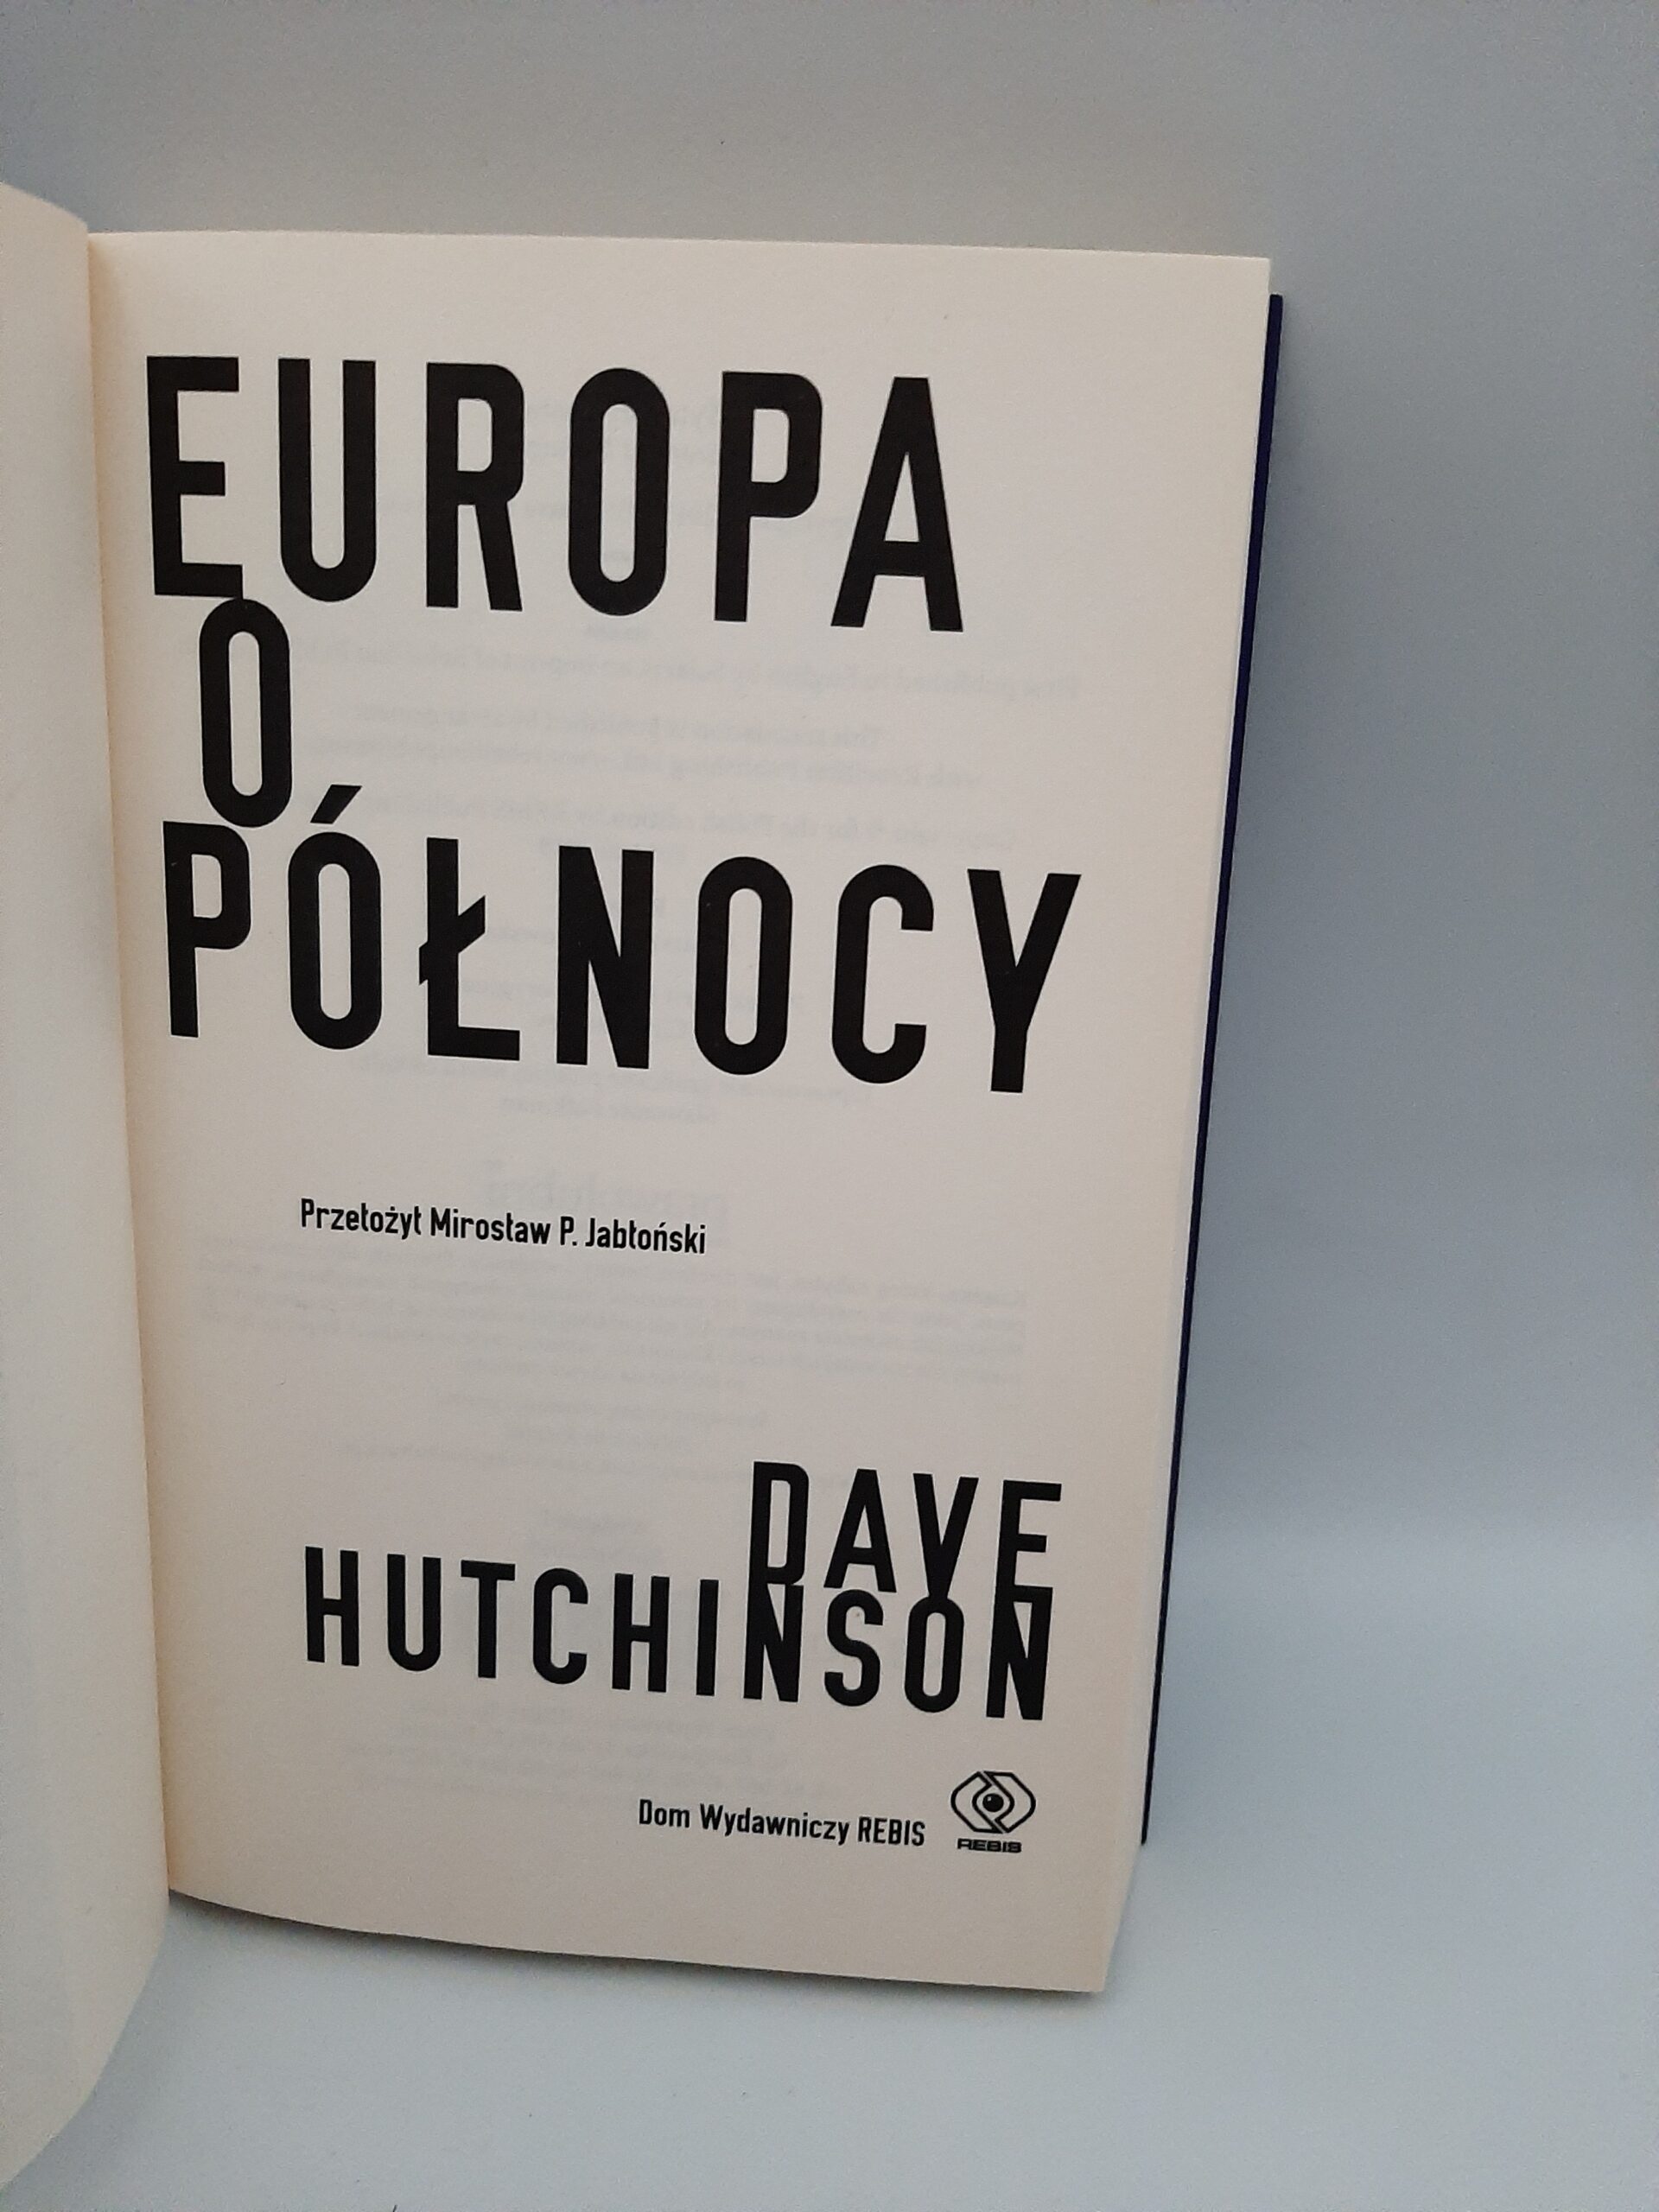 EUROPA
O
PÓŁNOCY
Przełożył Mirosław P. Jabłoński
DAVE
HUTCHINSON
Dom Wydawniczy REBIS
REBIS